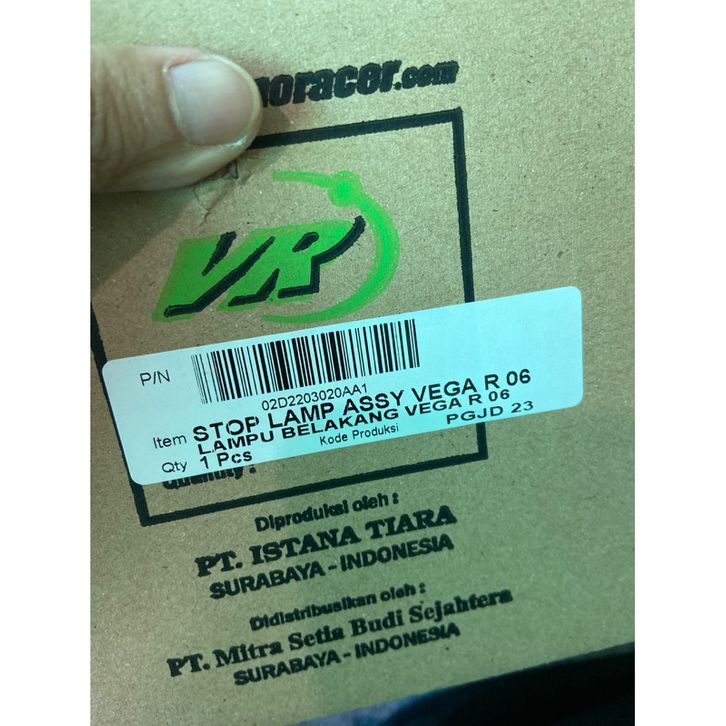 oracer.com
VR
P/N
02D2203020AA1
Item STOP LAMP ASSY VEGA R 06
LAMPU BELAKANG VEGA R 06
Qty 1 Pcs Kode Produksi PGJD 23
Quantity :
Diproduksi oleh :
PT. ISTANA TIARA
SURABAYA - INDONESIA
Didistribusikan oleh :
PT. Mitra Setia Budi Sejahtera
SURABAYA - INDONESIA